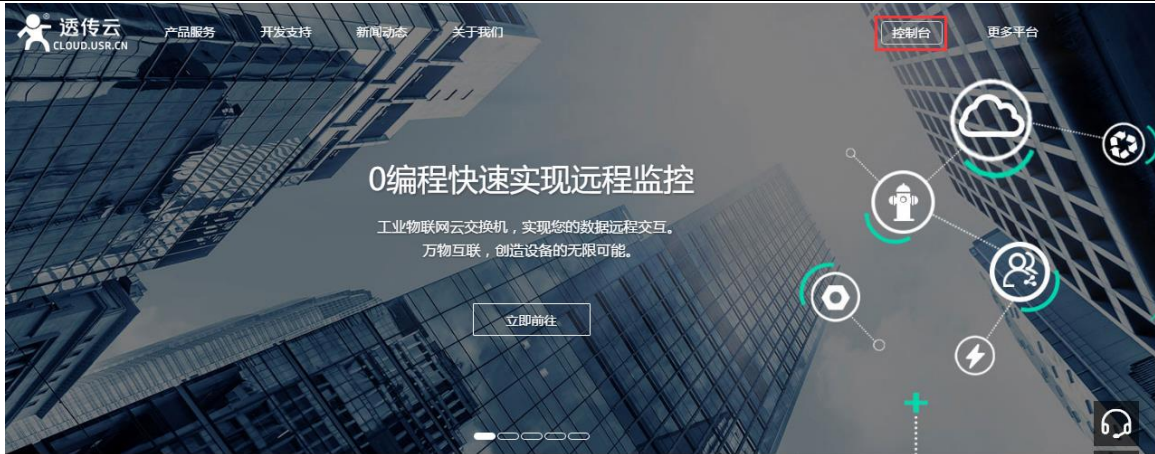 透传云
CLOUD.USR.CN
产品服务
开发支持
新闻动态
关于我们
控制台
更多平台
0编程快速实现远程监控
工业物联网云交换机，实现您的数据远程交互。
万物互联，创造设备的无限可能。
立即前往